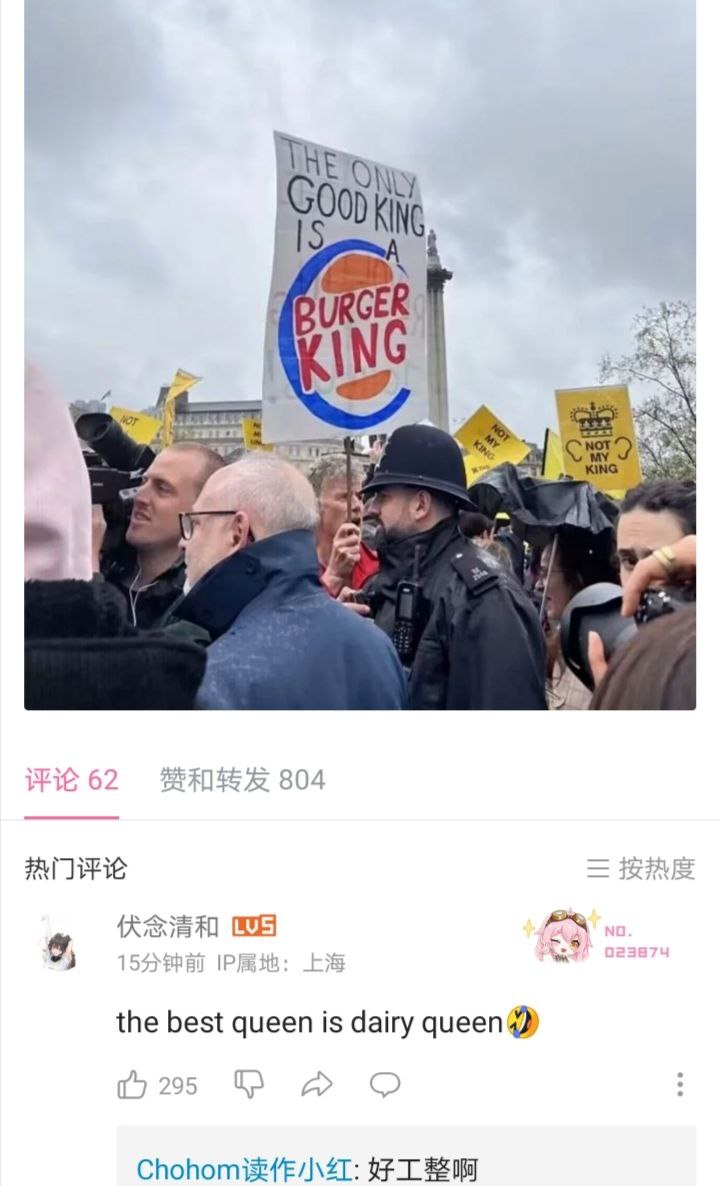 THE ONLY
GOOD KING
IS A
BURGER
KING
NOT
NOT
MY
KING
NOT
MY
KING
评论 62
赞和转发 804
热门评论
按热度
伏念清和 LV5
NO.
023874
15分钟前 IP属地：上海
the best queen is dairy queen🤣
295
Chohom读作小红: 好工整啊